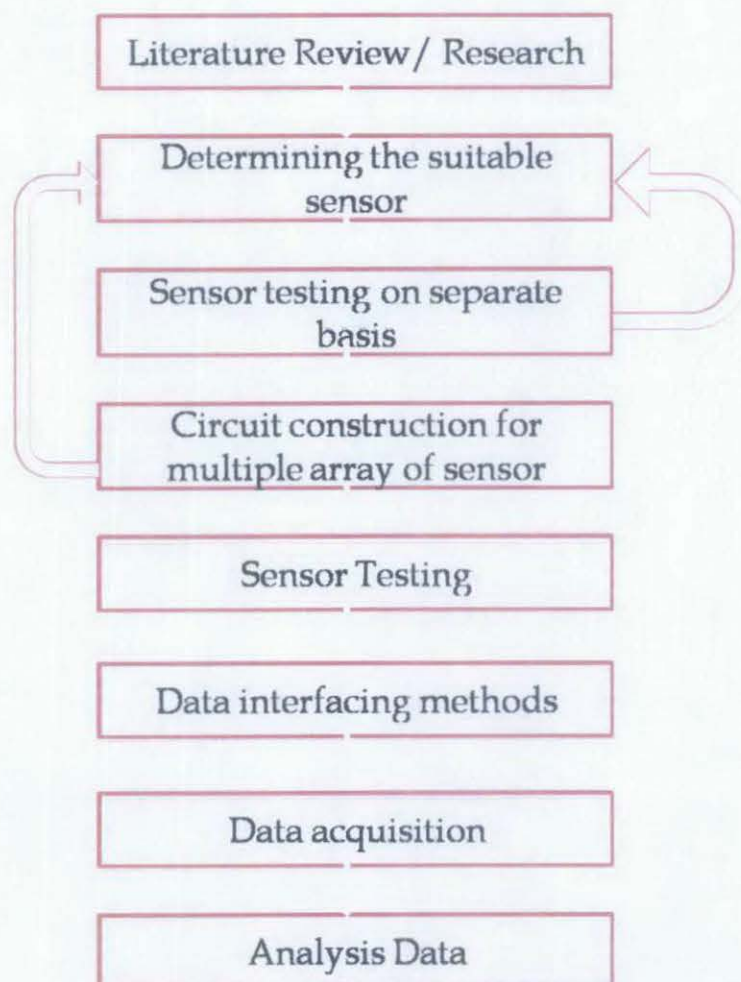 Literature Review/ Research
Determining the suitable
sensor
Sensor testing on separate
basis
Circuit construction for
multiple array of sensor
Sensor Testing
Data interfacing methods
Data acquisition
Analysis Data